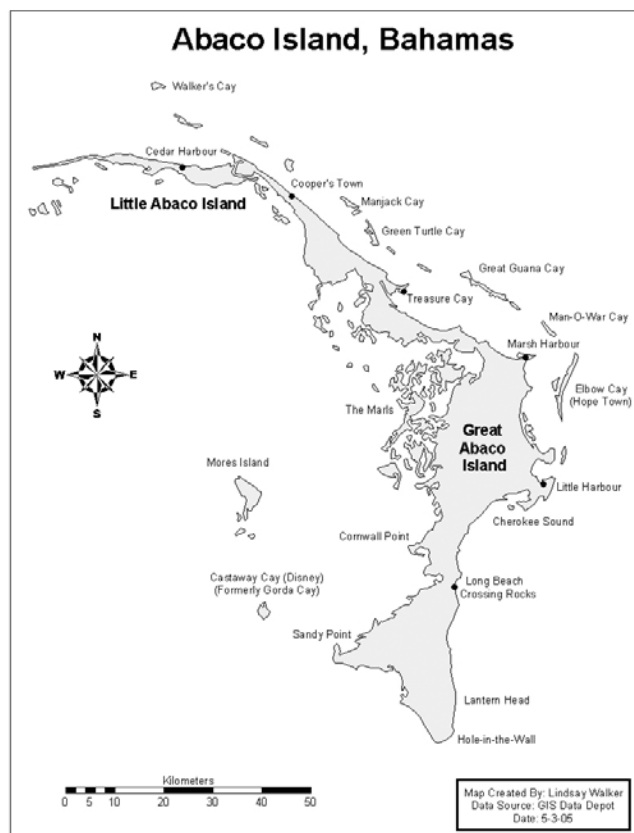 Abaco Island, Bahamas
Walker's Cay
Cedar Harbour
Cooper's Town
Little Abaco Island
Manjack Cay
Green Turtle Cay
Great Guana Cay
Treasure Cay
Man-O-War Cay
N
Marsh Harbour
W E
Elbow Cay
(Hope Town)
S
The Marls
Great
Abaco
Island
Mores Island
Little Harbour
Cherokee Sound
Cornwall Point
Castaway Cay (Disney)
(Formerly Gorda Cay)
Long Beach
Crossing Rocks
Sandy Point
Lantern Head
Hole-in-the-Wall
Kilometers
0 5 10 20 30 40 50
Map Created By: Lindsay Walker
Data Source: GIS Data Depot
Date: 5-3-05